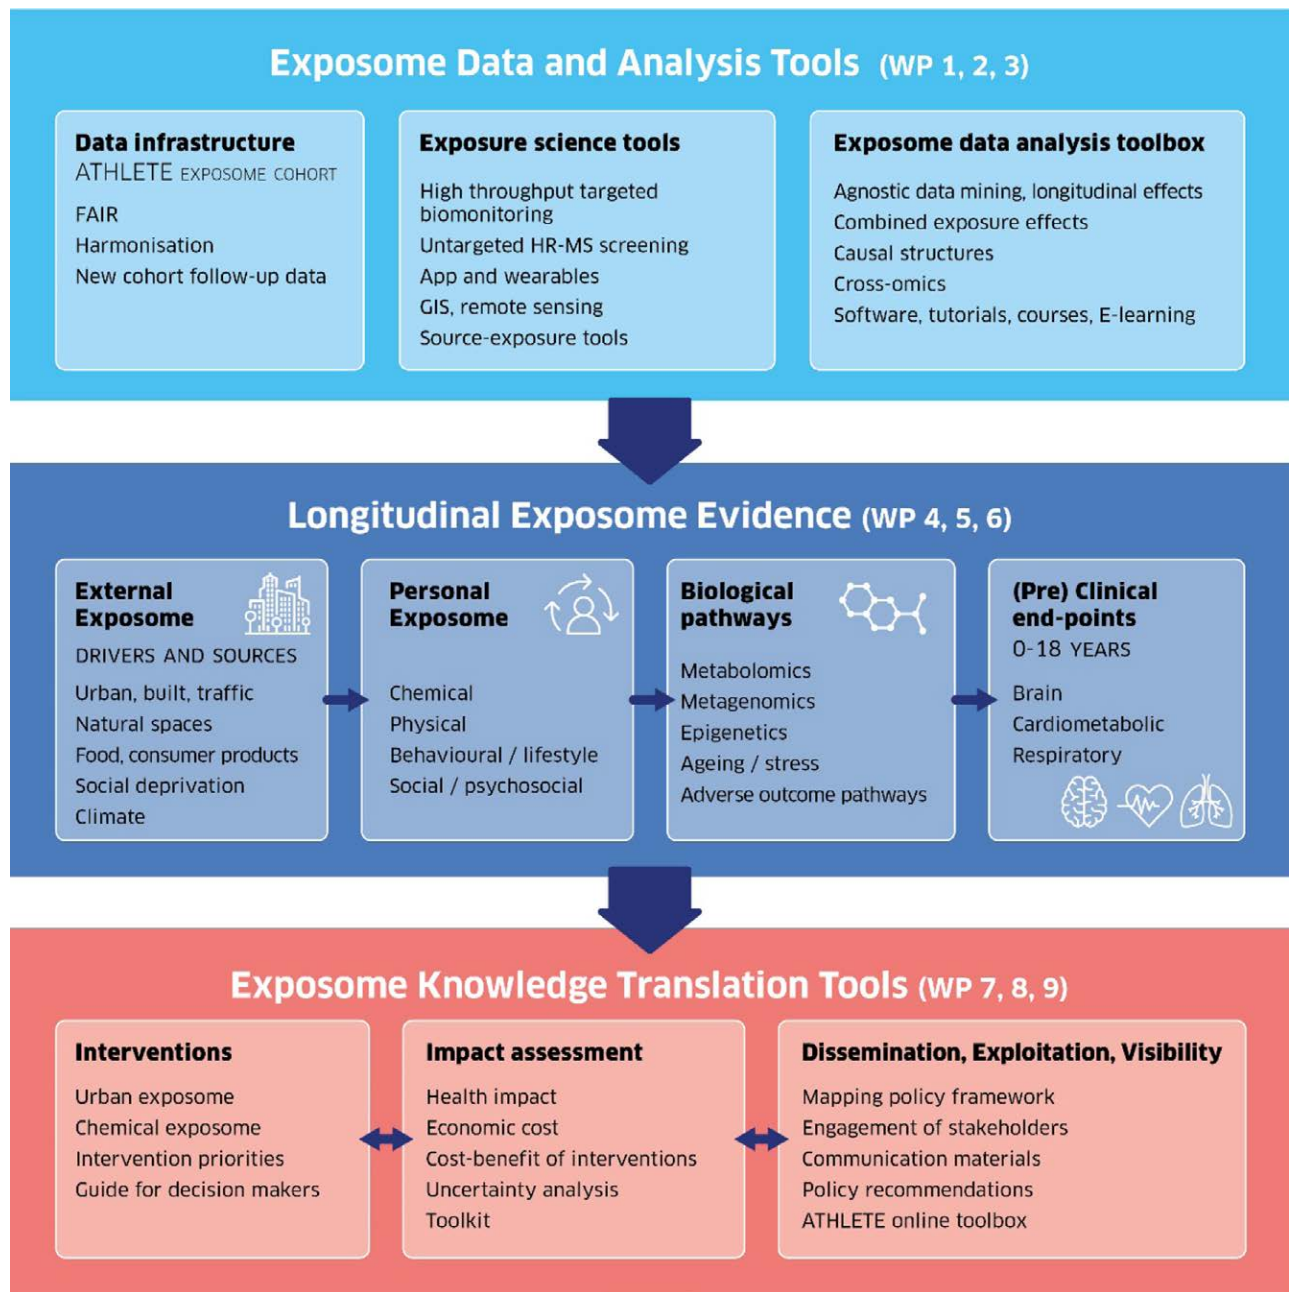 Exposome Data and Analysis Tools (WP 1, 2, 3)
Data infrastructure
ATHLETE EXPOSOME COHORT
FAIR
Harmonisation
New cohort follow-up data
Exposure science tools
High throughput targeted
biomonitoring
Untargeted HR-MS screening
App and wearables
GIS, remote sensing
Source-exposure tools
Exposome data analysis toolbox
Agnostic data mining, longitudinal effects
Combined exposure effects
Causal structures
Cross-omics
Software, tutorials, courses, E-learning
Longitudinal Exposome Evidence (WP 4, 5, 6)
External
Exposome
DRIVERS AND SOURCES
Urban, built, traffic
Natural spaces
Food, consumer products
Social deprivation
Climate
Personal
Exposome
Chemical
Physical
Behavioural / lifestyle
Social / psychosocial
Biological
pathways
Metabolomics
Metagenomics
Epigenetics
Ageing / stress
Adverse outcome pathways
(Pre) Clinical
end-points
0-18 YEARS
Brain
Cardiometabolic
Respiratory
Exposome Knowledge Translation Tools (WP 7, 8, 9)
Interventions
Urban exposome
Chemical exposome
Intervention priorities
Guide for decision makers
Impact assessment
Health impact
Economic cost
Cost-benefit of interventions
Uncertainty analysis
Toolkit
Dissemination, Exploitation, Visibility
Mapping policy framework
Engagement of stakeholders
Communication materials
Policy recommendations
ATHLETE online toolbox